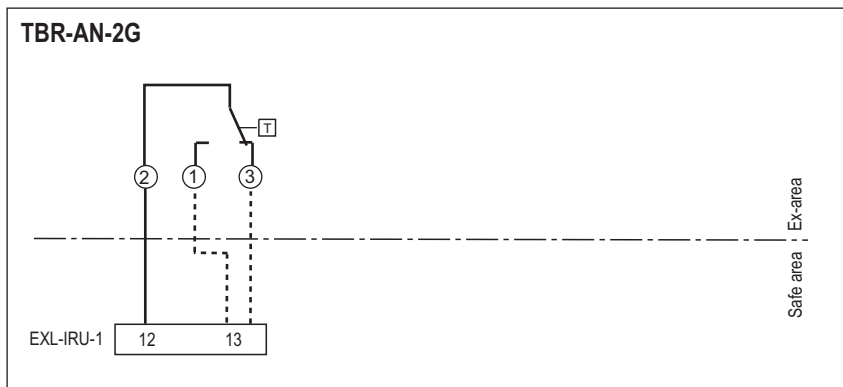 TBR-AN-2G
T
2 1 3
Ex-area
Safe area
EXL-IRU-1 12 13